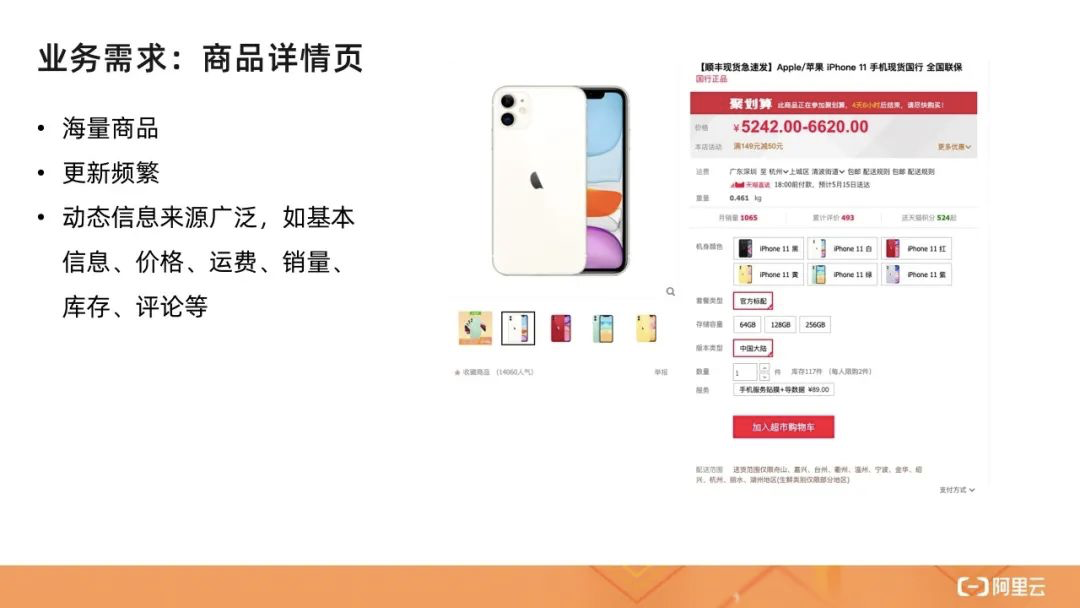 业务需求：商品详情页
• 海量商品
• 更新频繁
• 动态信息来源广泛，如基本
信息、价格、运费、销量、
库存、评论等
收藏商品 （14060人气）
举报
【顺丰现货急速发】Apple/苹果 iPhone 11 手机现货国行 全国联保
国行正品
聚划算 此商品正在参加聚划算，4天6小时后结束，请尽快购买！
价格 ¥5242.00-6620.00
本店活动 满149元减50元 更多优惠
运费 广东深圳 至 杭州 上城区 清波街道 包邮 配送规则 包邮 配送规则
天猫直送 18:00前付款，预计5月15日送达
重量 0.461 kg
月销量 1065 累计评价 493 送天猫积分 524起
机身颜色 iPhone 11 黑 iPhone 11 白 iPhone 11 红
iPhone 11 黄 iPhone 11 绿 iPhone 11 紫
套餐类型 官方标配
存储容量 64GB 128GB 256GB
版本类型 中国大陆
数量 1 件 库存117件 （每人限购2件）
服务 手机服务贴膜+导数据 ¥89.00
加入超市购物车
配送范围 送货范围仅限舟山、嘉兴、台州、衢州、温州、宁波、金华、绍
兴、杭州、丽水、湖州地区(生鲜类别仅限部分地区)
支付方式
阿里云